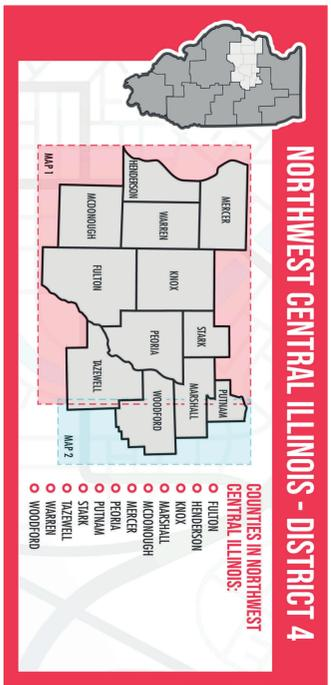 NORTHWEST CENTRAL ILLINOIS - DISTRICT 4
MERCER
HENDERSON
WARREN
MCDONOUGH
KNOX
FULTON
STARK
PEORIA
PUTNAM
MARSHALL
WOODFORD
TAZEWELL
MAP 1
MAP 2
COUNTIES IN NORTHWEST
CENTRAL ILLINOIS:
FULTON
HENDERSON
KNOX
MARSHALL
MCDONOUGH
MERCER
PEORIA
PUTNAM
STARK
TAZEWELL
WARREN
WOODFORD